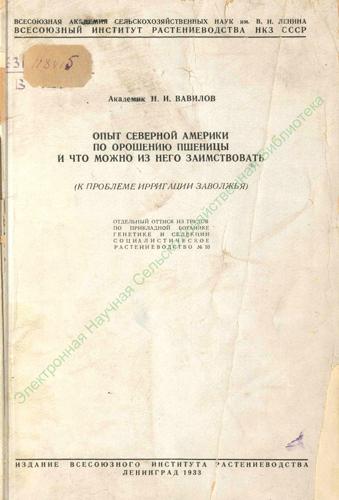 ВСЕСОЮЗНАЯ АКАДЕМИЯ СЕЛЬСКОХОЗЯЙСТВЕННЫХ НАУК им. В. И. ЛЕНИНА
ВСЕСОЮЗНЫЙ ИНСТИТУТ РАСТЕНИЕВОДСТВА НКЗ СССР
Академик Н. И. ВАВИЛОВ
ОПЫТ СЕВЕРНОЙ АМЕРИКИ
ПО ОРОШЕНИЮ ПШЕНИЦЫ
И ЧТО МОЖНО ИЗ НЕГО ЗАИМСТВОВАТЬ
(К ПРОБЛЕМЕ ИРРИГАЦИИ ЗАВОЛЖЬЯ)
ОТДЕЛЬНЫЙ ОТТИСК ИЗ ТРУДОВ
ПО ПРИКЛАДНОЙ БОТАНИКЕ
ГЕНЕТИКЕ И СЕЛЕКЦИИ
СОЦИАЛИСТИЧЕСКОЕ
РАСТЕНИЕВОДСТВО № 10
Электронная Научная СельскоХозяйственная Библиотека
ИЗДАНИЕ ВСЕСОЮЗНОГО ИНСТИТУТА РАСТЕНИЕВОДСТВА
ЛЕНИНГРАД 1933